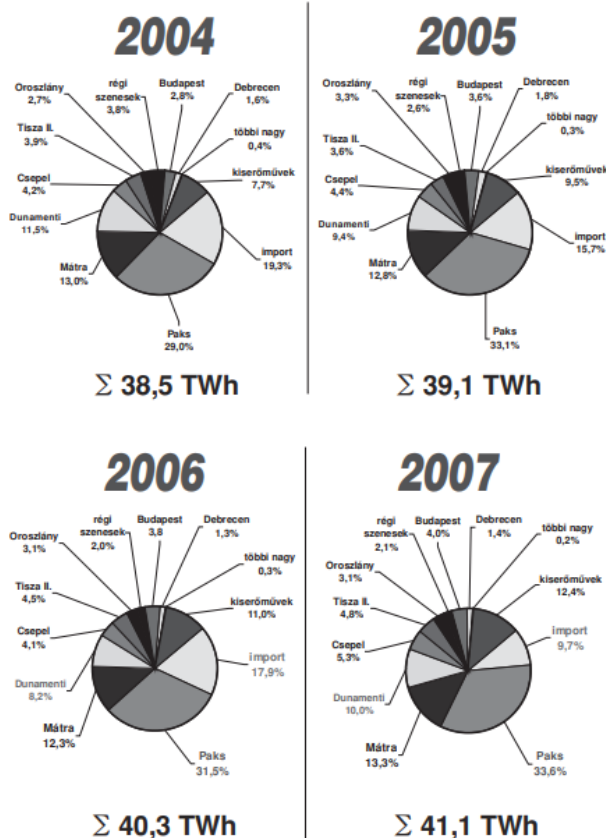 2004
Oroszlány
2,7%
régi
szenesek
3,8%
Budapest
2,8%
Debrecen
1,6%
többi nagy
0,4%
kiserőművek
7,7%
import
19,3%
Paks
29,0%
Mátra
13,0%
Dunamenti
11,5%
Csepel
4,2%
Tisza II.
3,9%
Σ 38,5 TWh
2005
Oroszlány
3,3%
régi
szenesek
2,6%
Budapest
3,6%
Debrecen
1,8%
többi nagy
0,3%
kiserőművek
9,5%
import
15,7%
Paks
33,1%
Mátra
12,8%
Dunamenti
9,4%
Csepel
4,4%
Tisza II.
3,6%
Σ 39,1 TWh
2006
Oroszlány
3,1%
régi
szenesek
2,0%
Budapest
3,8
Debrecen
1,3%
többi nagy
0,3%
kiserőművek
11,0%
import
17,9%
Paks
31,5%
Mátra
12,3%
Dunamenti
8,2%
Csepel
4,1%
Tisza II.
4,5%
Σ 40,3 TWh
2007
Oroszlány
3,1%
régi
szenesek
2,1%
Budapest
4,0%
Debrecen
1,4%
többi nagy
0,2%
kiserőművek
12,4%
import
9,7%
Paks
33,6%
Mátra
13,3%
Dunamenti
10,0%
Csepel
5,3%
Tisza II.
4,8%
Σ 41,1 TWh